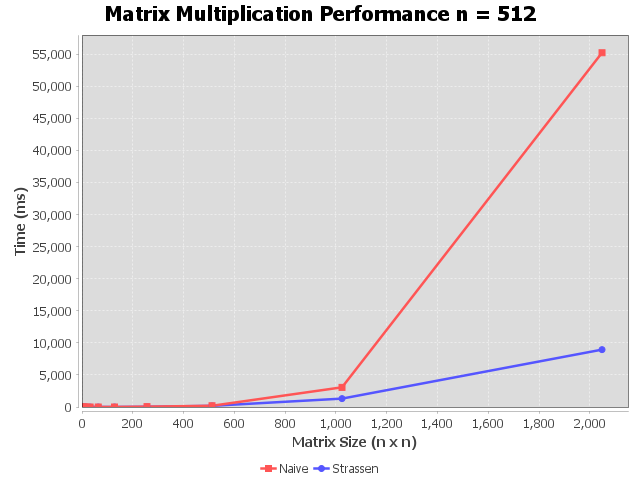 Matrix Multiplication Performance n = 512
55,000
50,000
45,000
40,000
35,000
30,000
25,000
20,000
15,000
10,000
5,000
0
Time (ms)
0 200 400 600 800 1,000 1,200 1,400 1,600 1,800 2,000
Matrix Size (n x n)
Naive Strassen